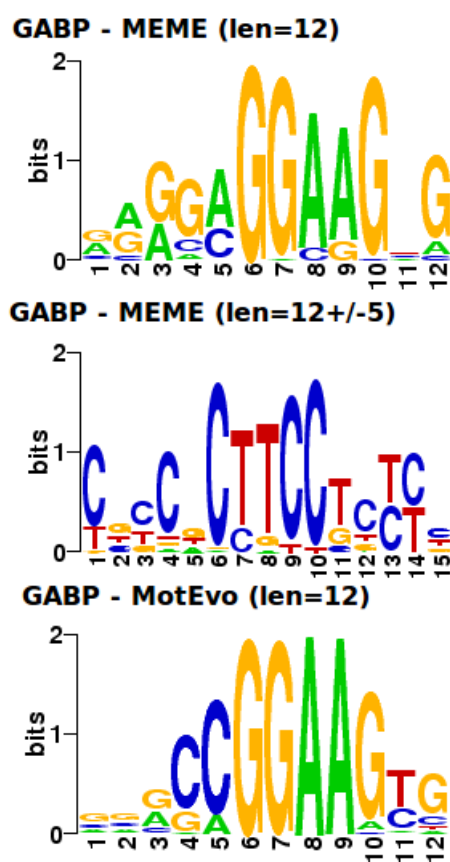 GABP - MEME (len=12)
2
1
0
bits
1 2 3 4 5 6 7 8 9 10 11 12
GABP - MEME (len=12+/-5)
2
1
0
bits
1 2 3 4 5 6 7 8 9 10 11 12 13 14 15
GABP - MotEvo (len=12)
2
1
0
bits
1 2 3 4 5 6 7 8 9 10 11 12